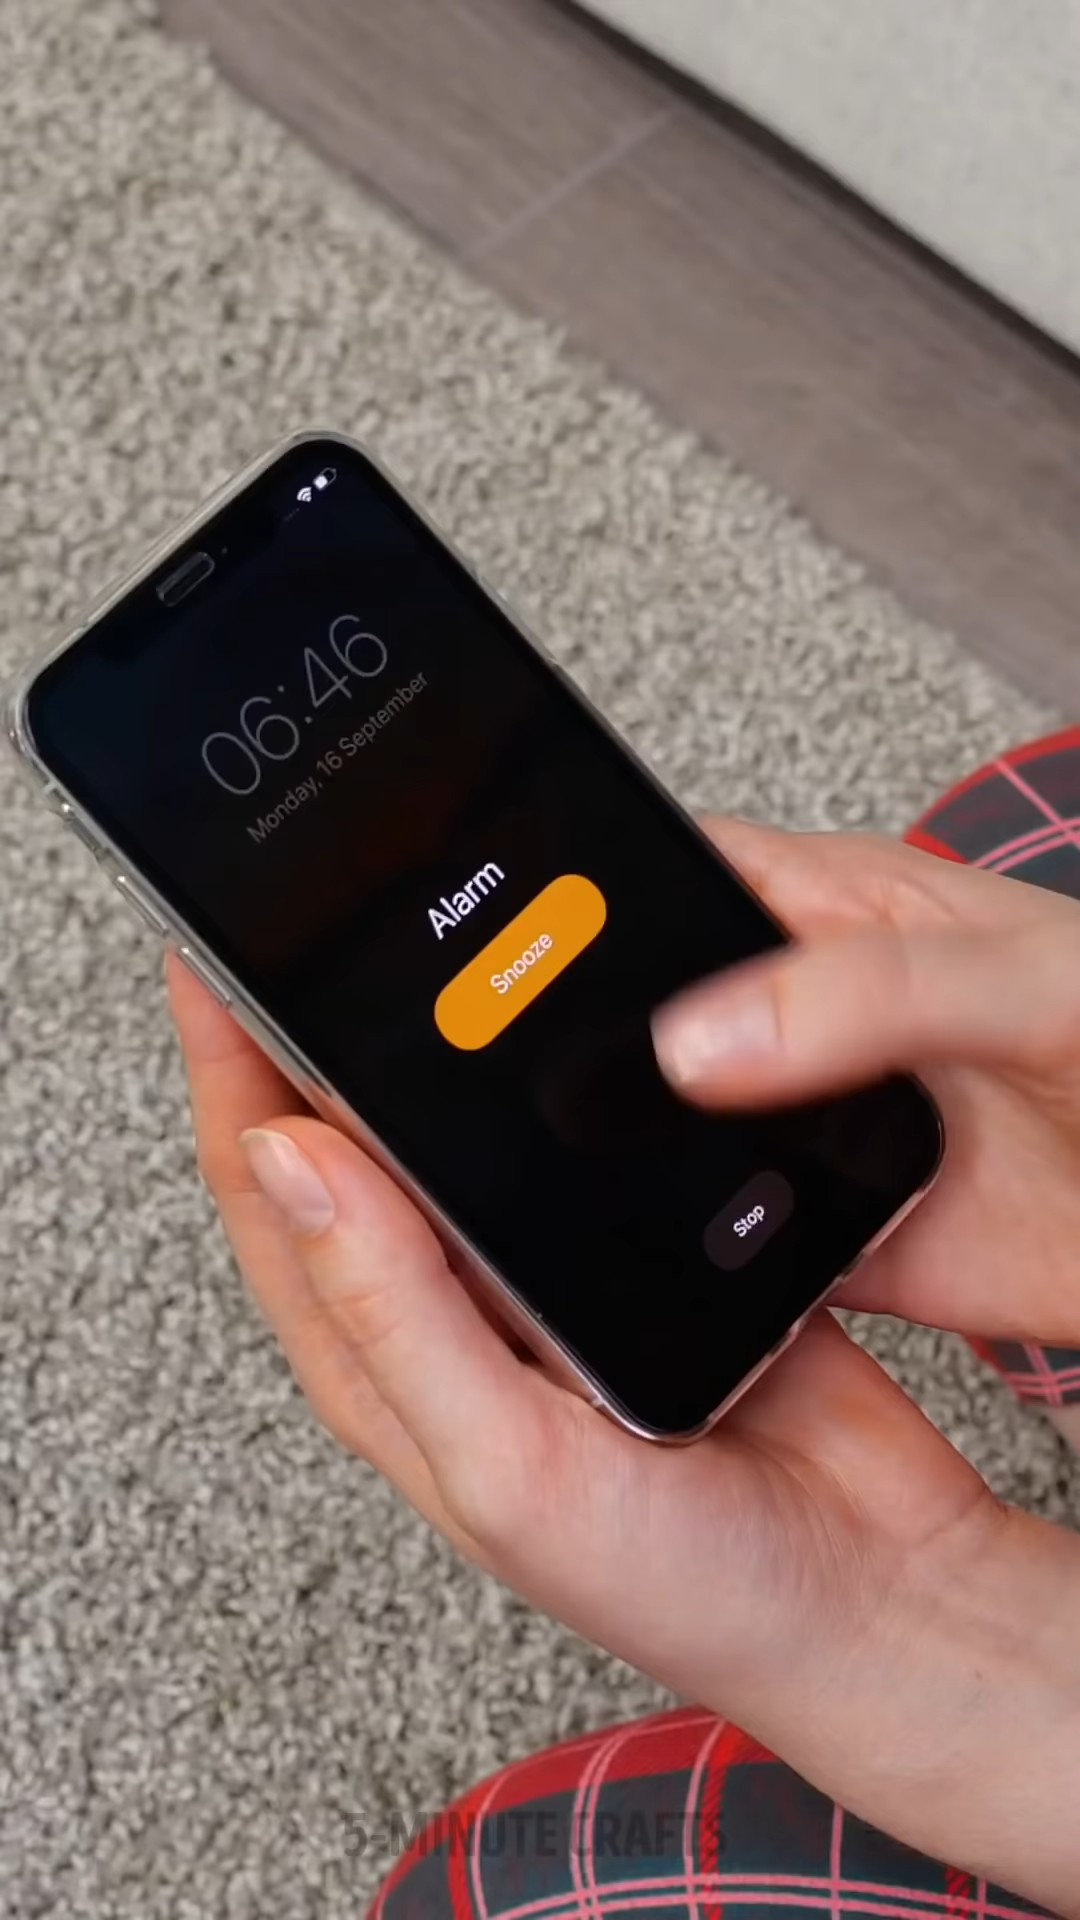 06:46
Monday, 16 September
Alarm
Snooze
Stop
5-MINUTE CRAFTS